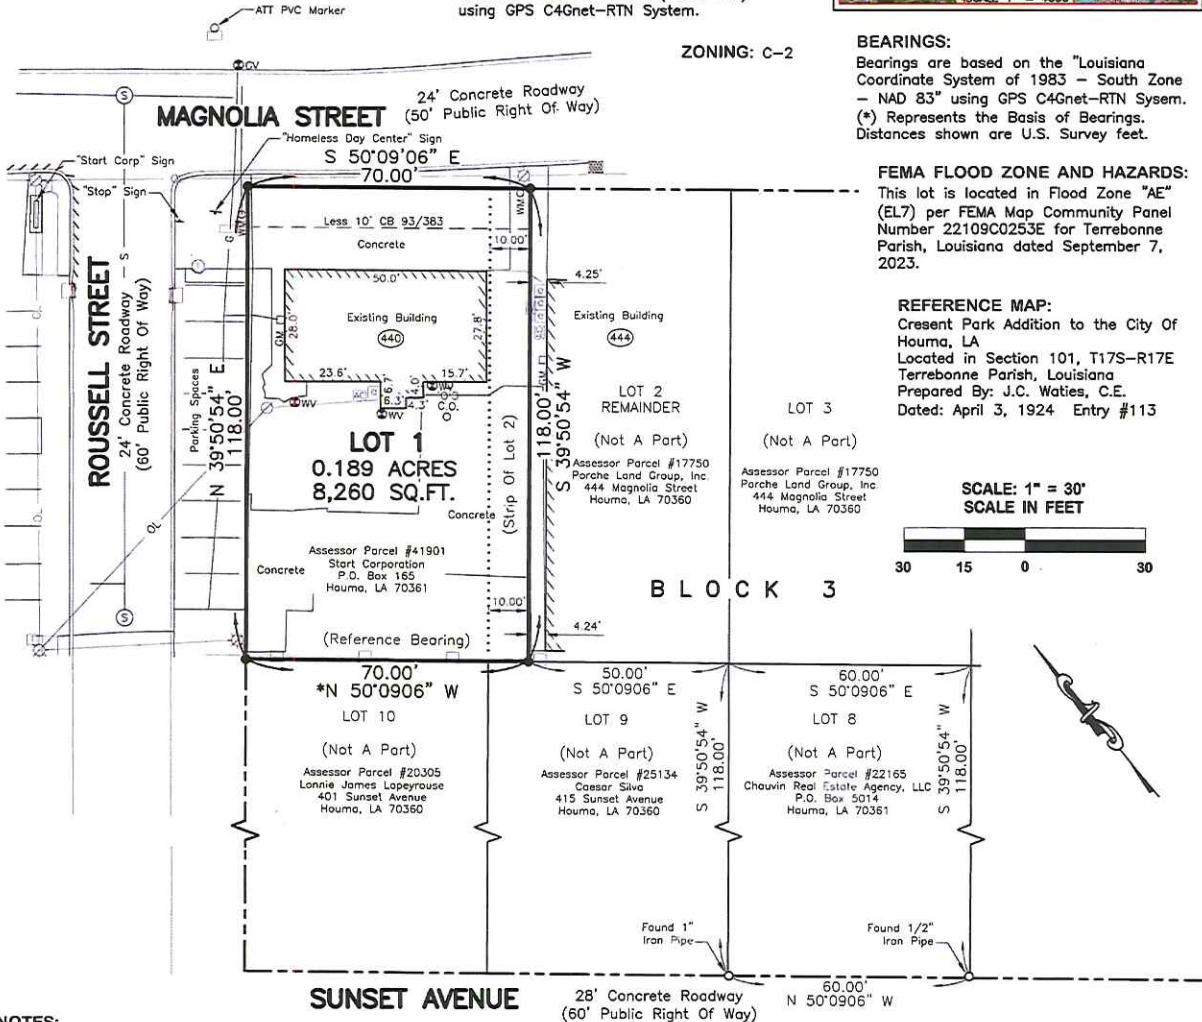 ATT PVC Marker
using GPS C4Gnet-RTN System.
ZONING: C-2
BEARINGS:
Bearings are based on the "Louisiana
Coordinate System of 1983 - South Zone
- NAD 83" using GPS C4Gnet-RTN Sysem.
(*) Represents the Basis of Bearings.
Distances shown are U.S. Survey feet.
FEMA FLOOD ZONE AND HAZARDS:
This lot is located in Flood Zone "AE"
(EL7) per FEMA Map Community Panel
Number 22109C0253E for Terrebonne
Parish, Louisiana dated September 7,
2023.
REFERENCE MAP:
Cresent Park Addition to the City Of
Houma, LA
Located in Section 101, T17S-R17E
Terrebonne Parish, Louisiana
Prepared By: J.C. Waties, C.E.
Dated: April 3, 1924 Entry #113
SCALE: 1" = 30'
SCALE IN FEET
30 15 0 30
GV
S
MAGNOLIA STREET
24' Concrete Roadway
(50' Public Right Of Way)
"Homeless Day Center" Sign
S 50°09'06" E
70.00'
"Start Corp" Sign
"Stop" Sign
Less 10' CB 93/383
Concrete
10.00'
WM
G
50.0'
4.25'
Existing Building
440
28.0'
27.8'
GM
Existing Building
444
GM
23.6'
15.7'
6.7'
6.3'
4.0'
4.3'
AC
WV
WV
WV
C.O.
ROUSSELL STREET
24' Concrete Roadway - S
(60' Public Right Of Way)
Parking Spaces
N 39°50'54" E
118.00'
LOT 1
0.189 ACRES
8,260 SQ.FT.
Concrete
(Strip Of Lot 2)
118.00'
S 39°50'54" W
LOT 2
REMAINDER
(Not A Part)
Assessor Parcel #17750
Porche Land Group, Inc.
444 Magnolia Street
Houma, LA 70360
LOT 3
(Not A Part)
Assessor Parcel #17750
Porche Land Group, Inc.
444 Magnolia Street
Houma, LA 70360
OL
Assessor Parcel #41901
Start Corporation
P.O. Box 165
Houma, LA 70361
Concrete
BLOCK 3
S
10.00'
4.24'
(Reference Bearing)
70.00'
*N 50°0906" W
50.00'
S 50°0906" E
60.00'
S 50°0906" E
LOT 10
(Not A Part)
Assessor Parcel #20305
Lonnie James Lapeyrouse
401 Sunset Avenue
Houma, LA 70360
LOT 9
(Not A Part)
Assessor Parcel #25134
Caesar Silva
415 Sunset Avenue
Houma, LA 70360
S 39°50'54" W
118.00'
LOT 8
(Not A Part)
Assessor Parcel #22165
Chauvin Real Estate Agency, LLC
P.O. Box 5014
Houma, LA 70361
S 39°50'54" W
118.00'
Found 1"
Iron Pipe
Found 1/2"
Iron Pipe
SUNSET AVENUE
28' Concrete Roadway
(60' Public Right Of Way)
60.00'
N 50°0906" W
NOTES: